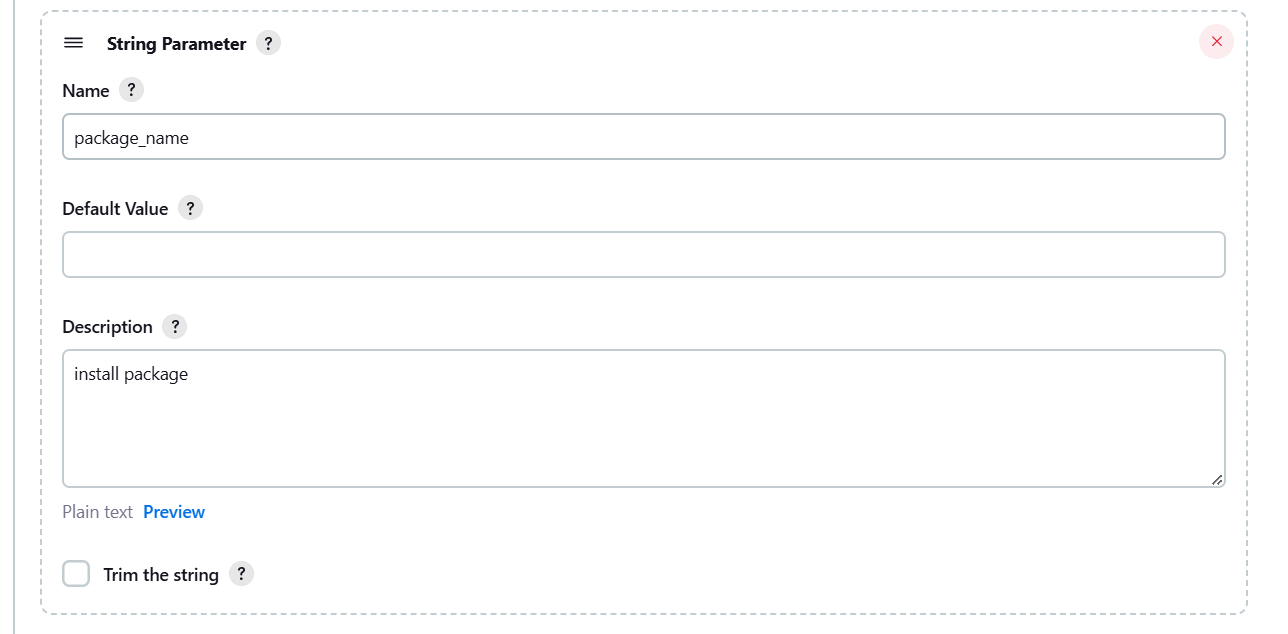 String Parameter ?
Name ?
package_name
Default Value ?
Description ?
install package
Plain text Preview
Trim the string ?